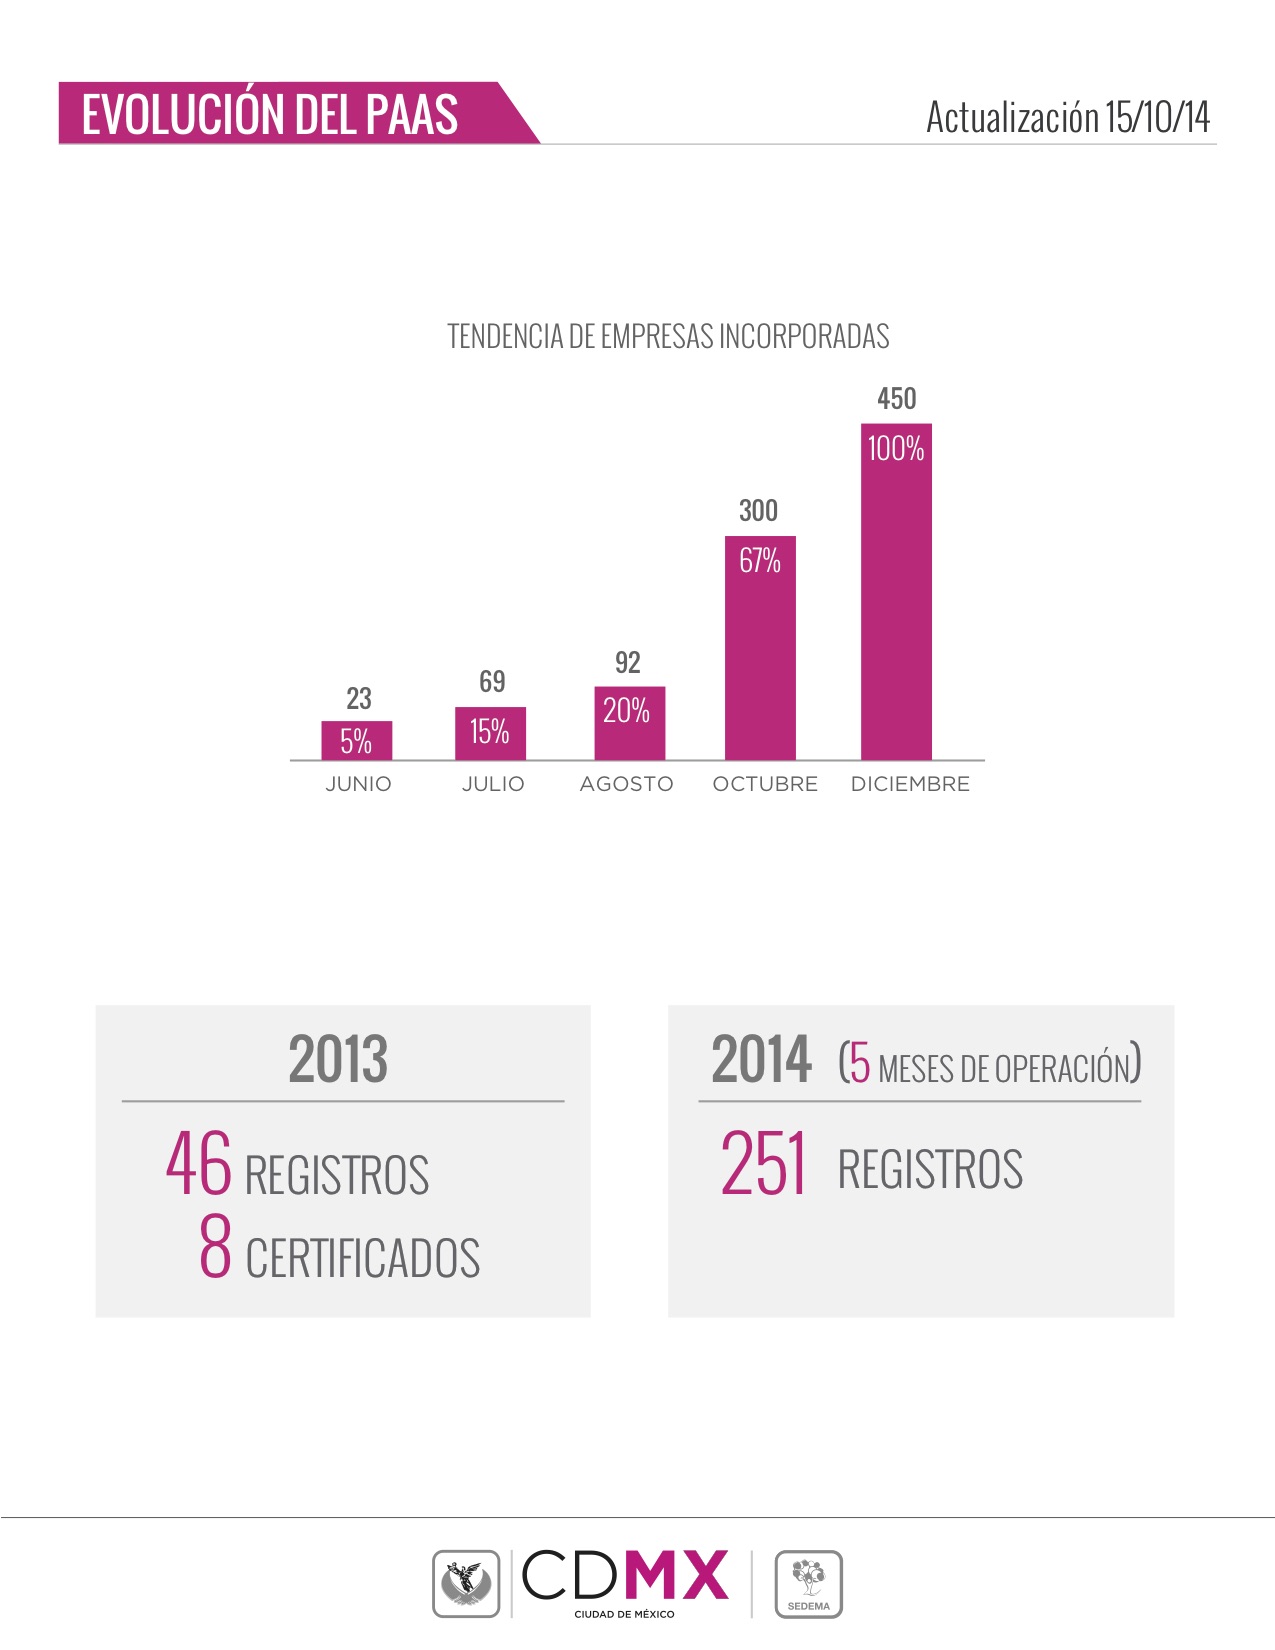 EVOLUCIÓN DEL PAAS
Actualización 15/10/14
TENDENCIA DE EMPRESAS INCORPORADAS
450
100%
300
67%
92
20%
69
15%
23
5%
JUNIO JULIO AGOSTO OCTUBRE DICIEMBRE
2013
46 REGISTROS
8 CERTIFICADOS
2014 (5 MESES DE OPERACIÓN)
251 REGISTROS
CDMX
CIUDAD DE MÉXICO
SEDEMA